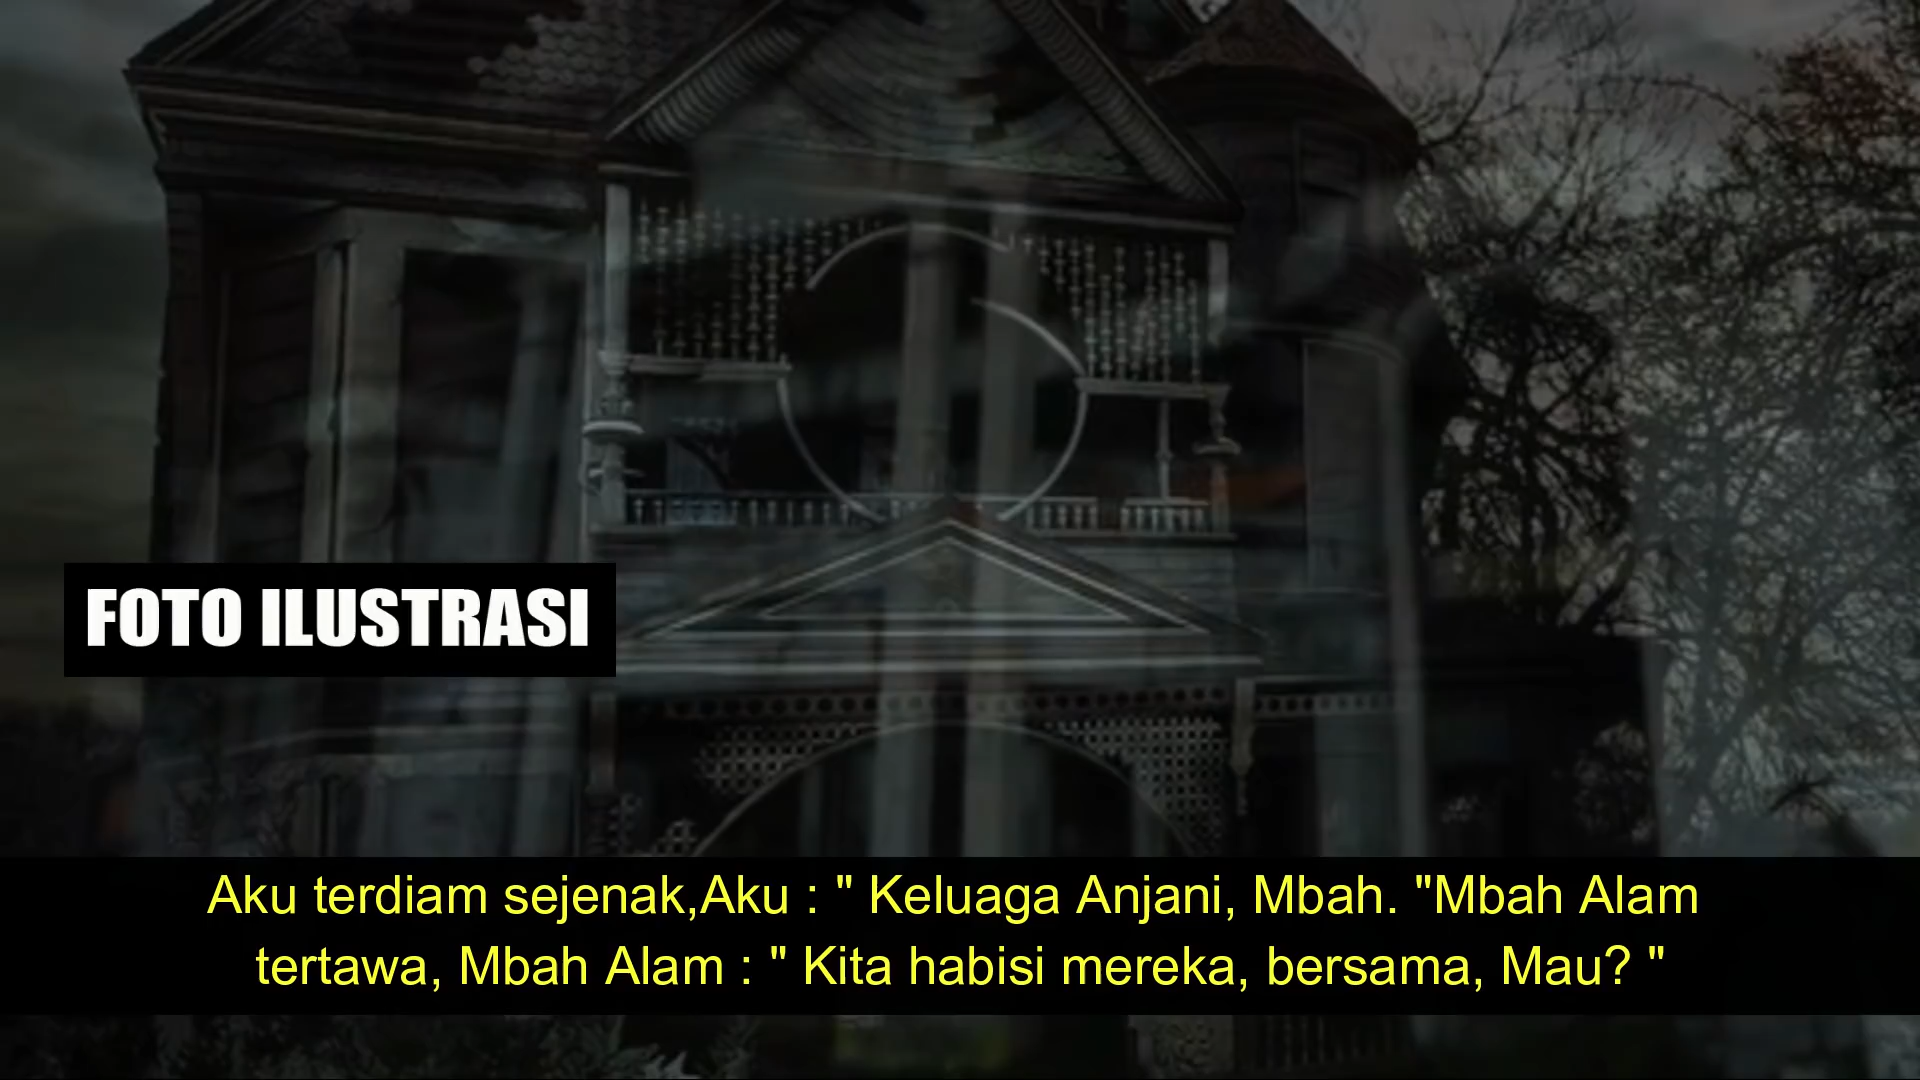 FOTO ILUSTRASI
Aku terdiam sejenak,Aku : " Keluaga Anjani, Mbah. "Mbah Alam
tertawa, Mbah Alam : " Kita habisi mereka, bersama, Mau? "